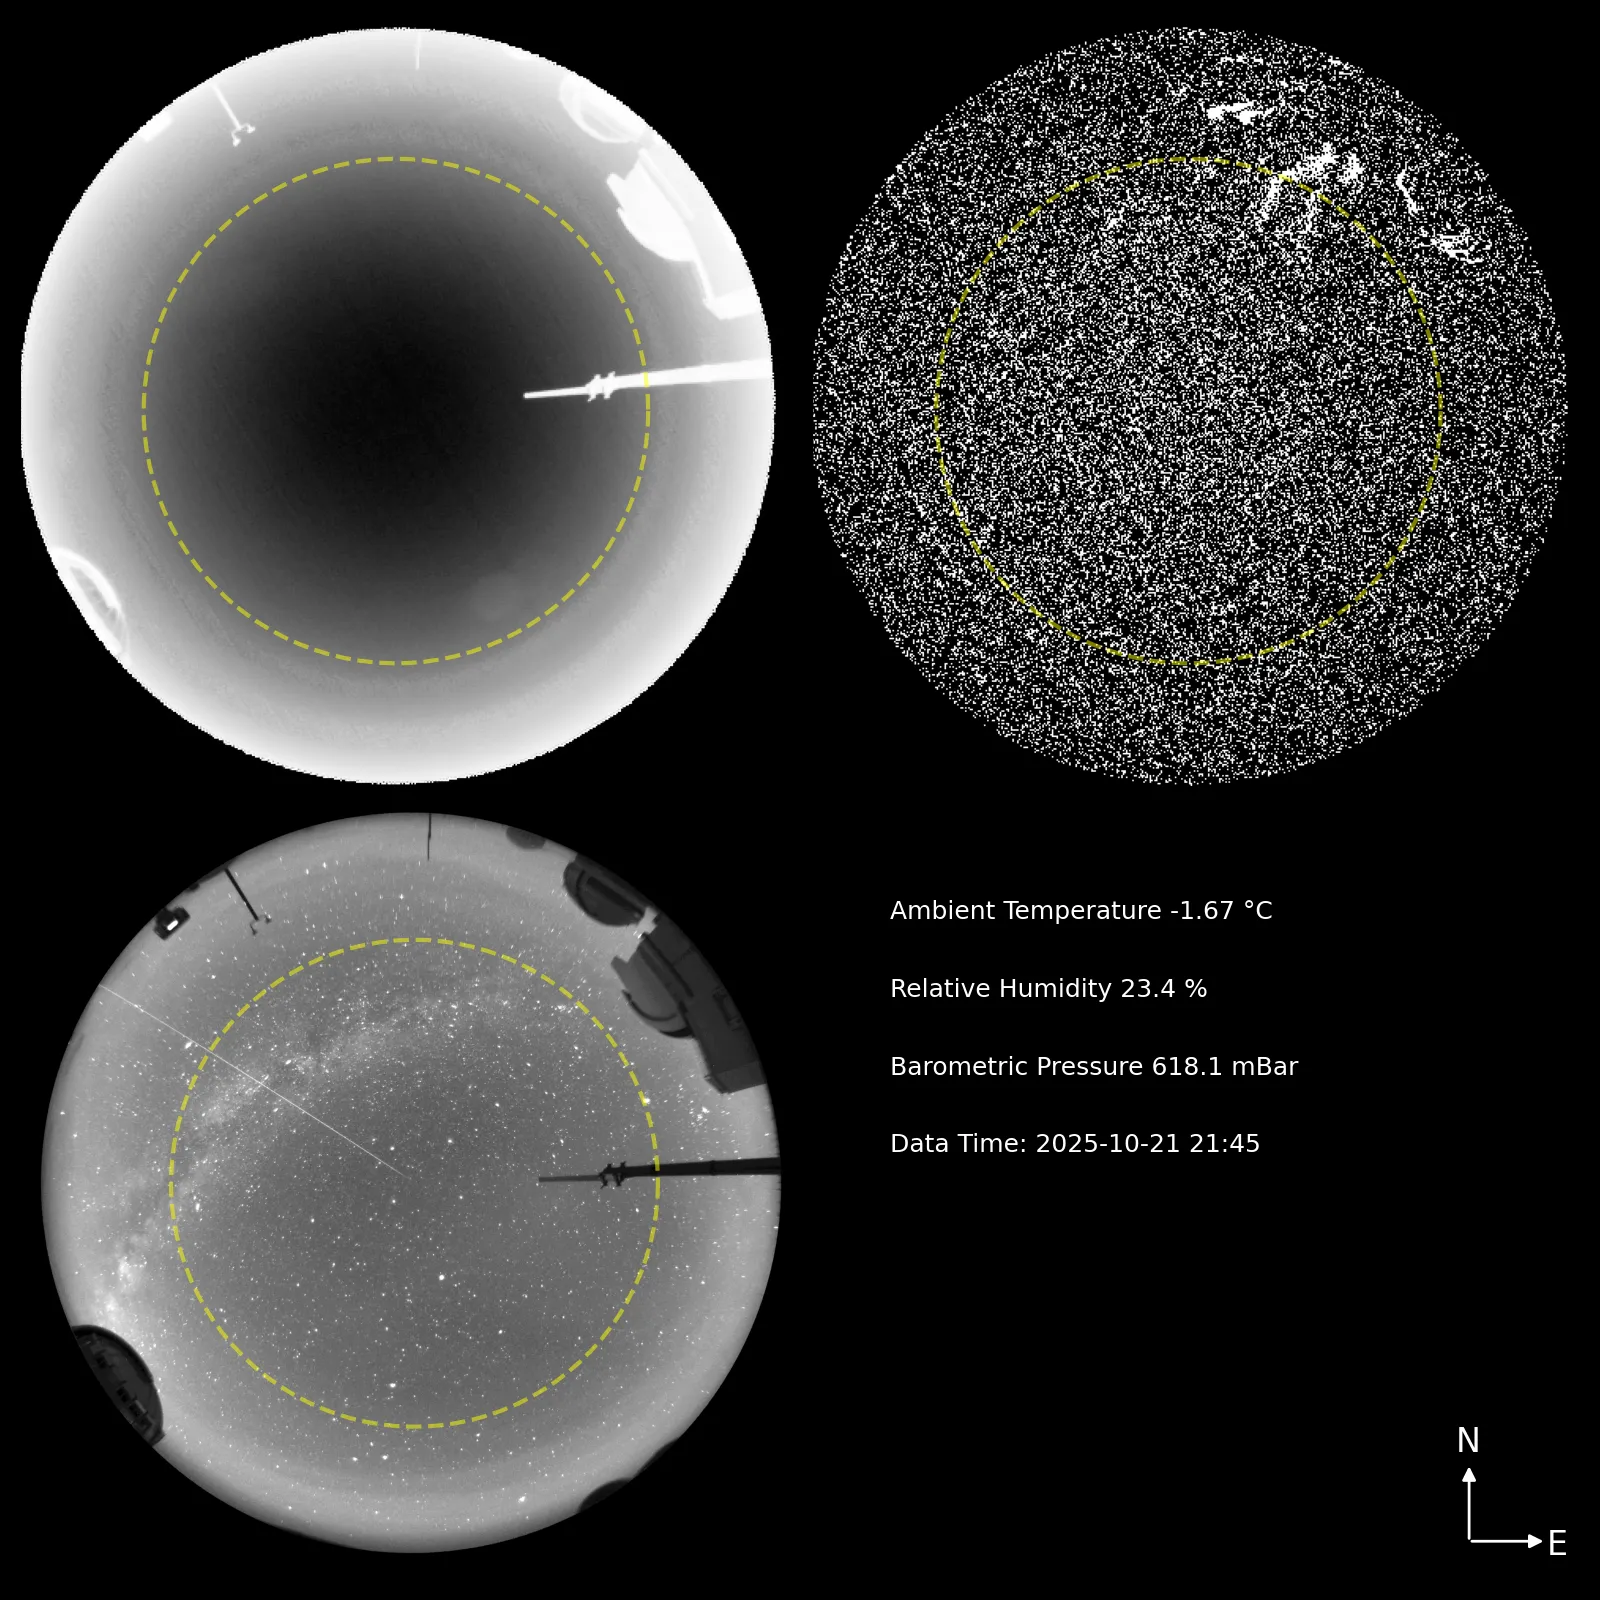 Ambient Temperature -1.67 °C
Relative Humidity 23.4 %
Barometric Pressure 618.1 mBar
Data Time: 2025-10-21 21:45
N
E